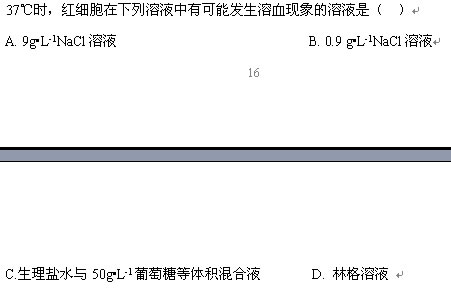 37℃时，红细胞在下列溶液中有可能发生溶血现象的溶液是（ ）↵
A. 9g•L⁻¹NaCl 溶液 B. 0.9 g•L⁻¹NaCl 溶液↵
16
C.生理盐水与 50g•L⁻¹葡萄糖等体积混合液 D. 林格溶液 ↵